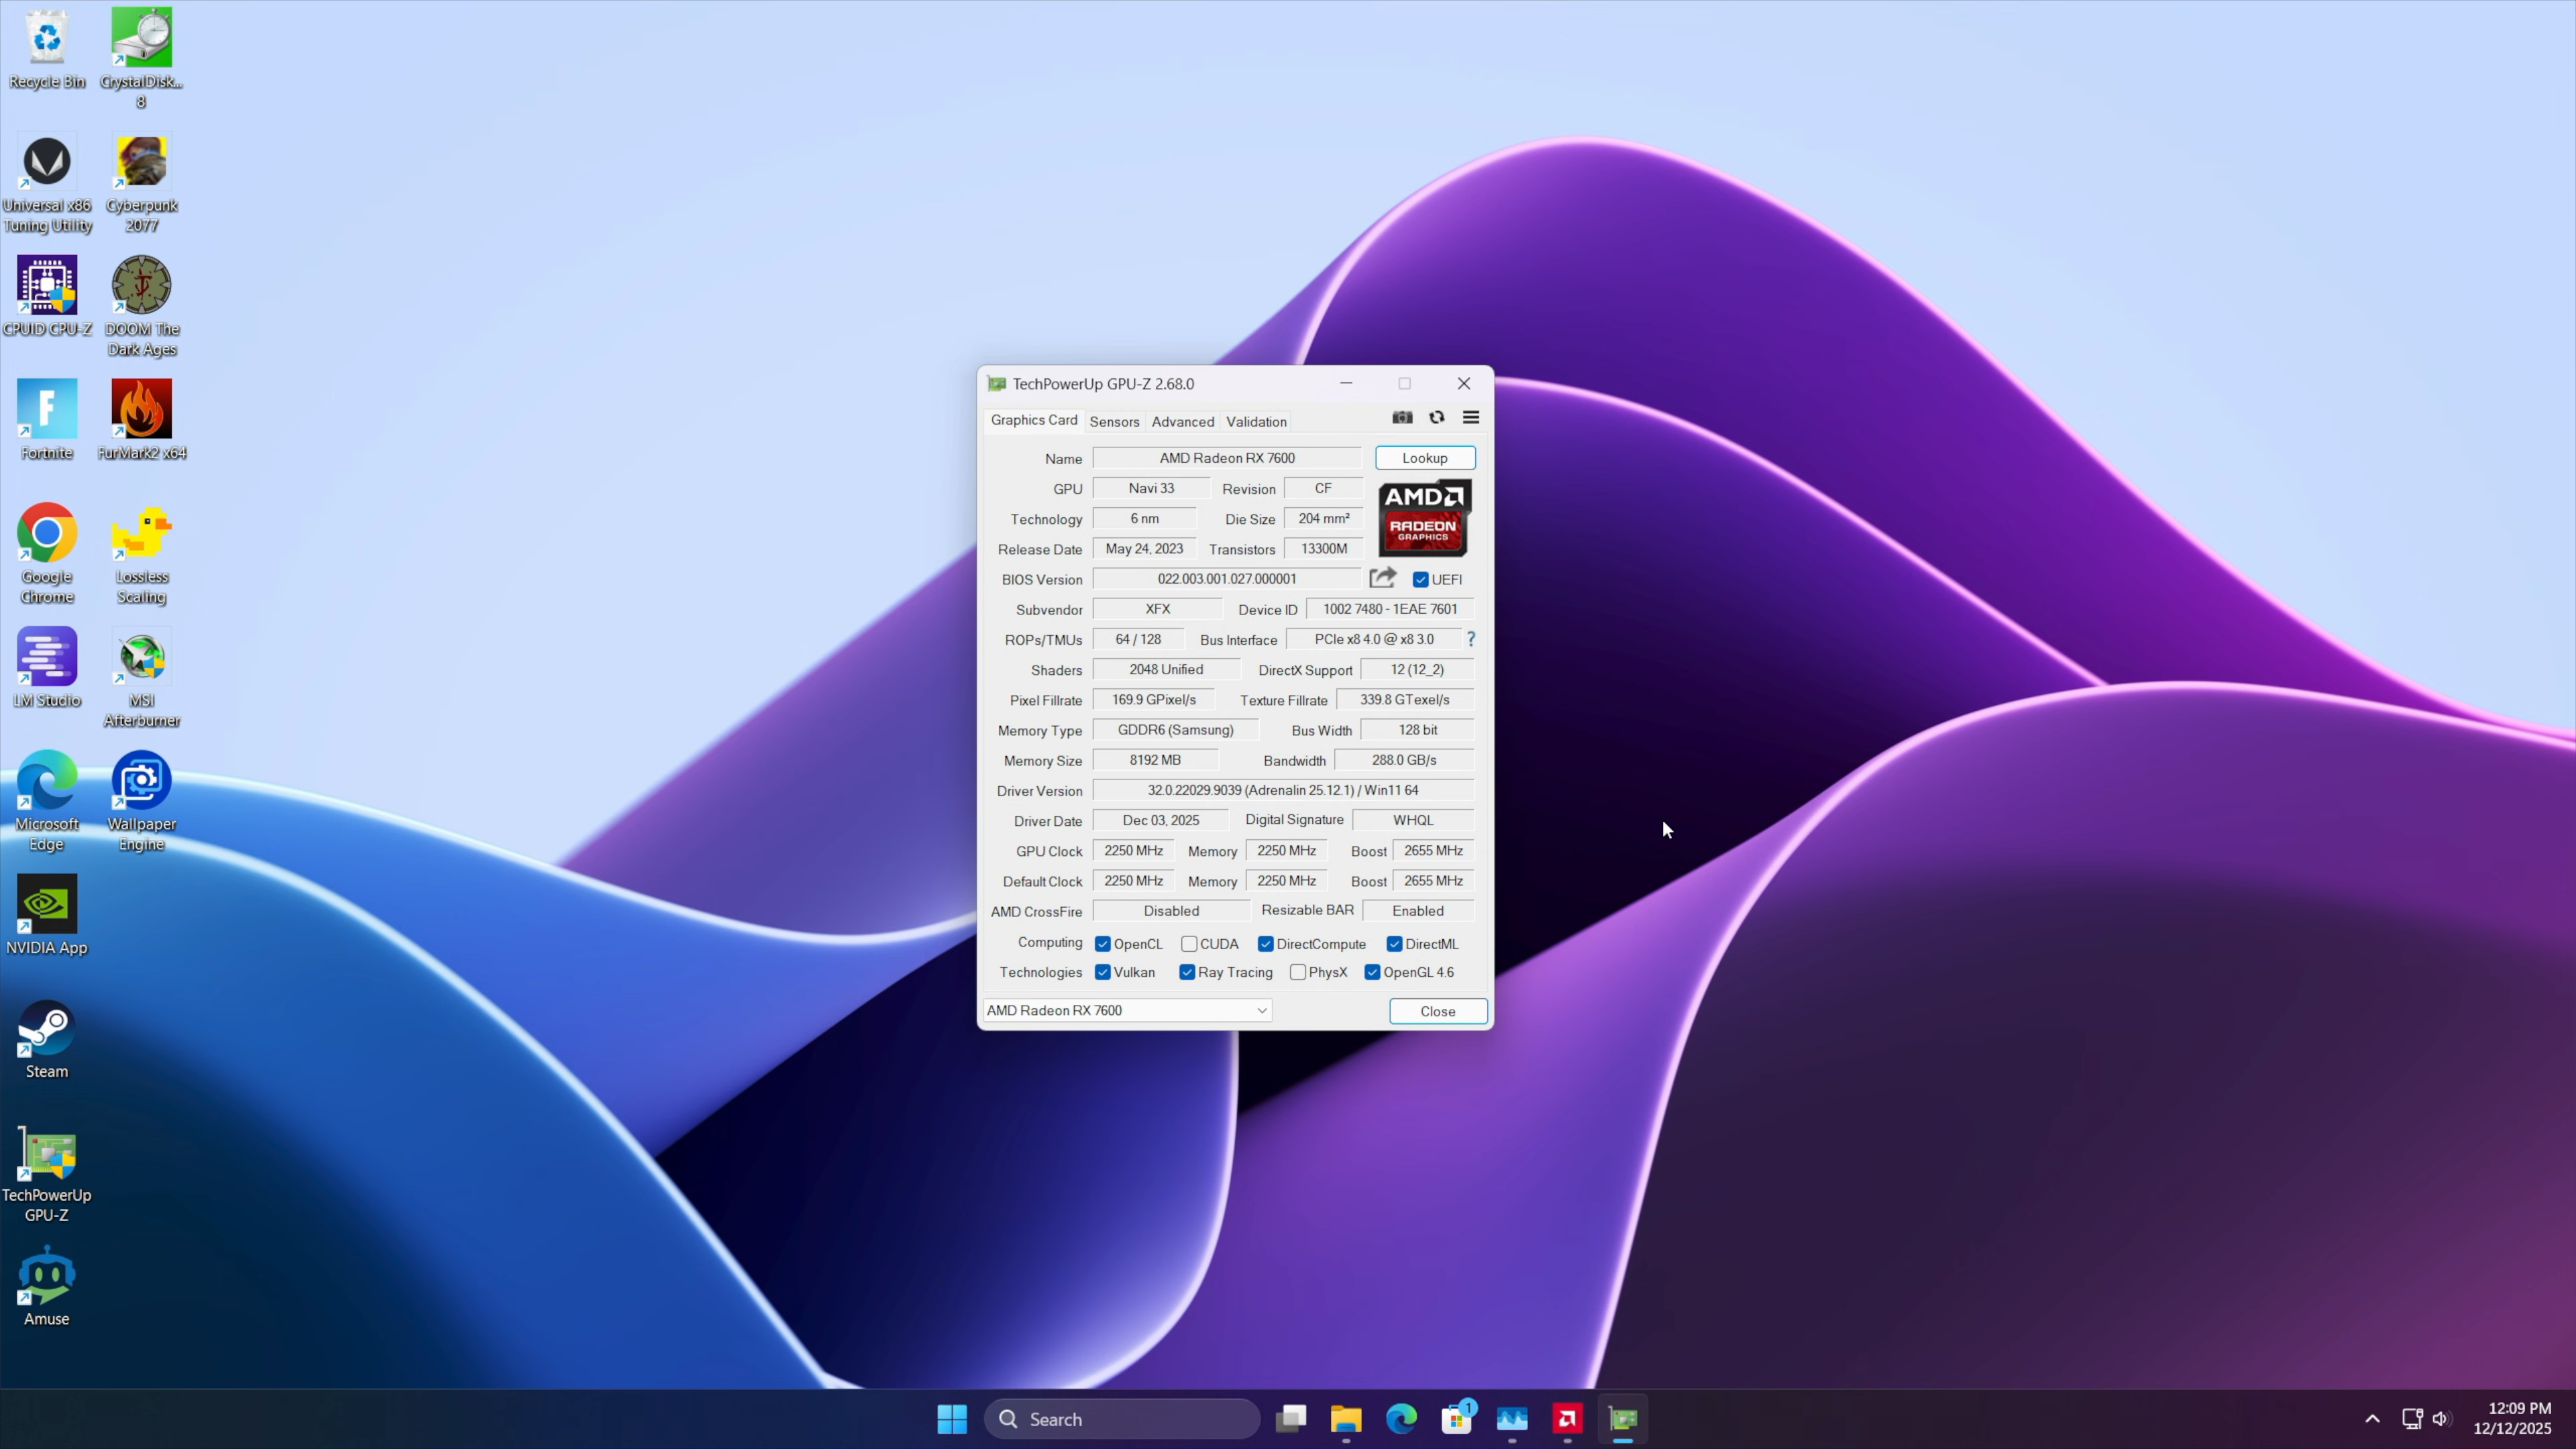 Recycle Bin
CrystalDisk...
8
Universal x86
Tuning Utility
Cyberpunk
2077
CPUID CPU-Z
DOOM The
Dark Ages
Fortnite
FurMark2 x64
Google
Chrome
Lossless
Scaling
LM Studio
MSI
Afterburner
Microsoft
Edge
Wallpaper
Engine
NVIDIA App
Steam
TechPowerUp
GPU-Z
Amuse
TechPowerUp GPU-Z 2.68.0
Graphics Card Sensors Advanced Validation
Name AMD Radeon RX 7600 Lookup
GPU Navi 33 Revision CF
AMD
RADEON
GRAPHICS
Technology 6 nm Die Size 204 mm²
Release Date May 24, 2023 Transistors 13300M
BIOS Version 022.003.001.027.000001 UEFI
Subvendor XFX Device ID 1002 7480 - 1EAE 7601
ROPs/TMUs 64 / 128 Bus Interface PCIe x8 4.0 @ x8 3.0 ?
Shaders 2048 Unified DirectX Support 12 (12_2)
Pixel Fillrate 169.9 GPixel/s Texture Fillrate 339.8 GTexel/s
Memory Type GDDR6 (Samsung) Bus Width 128 bit
Memory Size 8192 MB Bandwidth 288.0 GB/s
Driver Version 32.0.22029.9039 (Adrenalin 25.12.1) / Win11 64
Driver Date Dec 03, 2025 Digital Signature WHQL
GPU Clock 2250 MHz Memory 2250 MHz Boost 2655 MHz
Default Clock 2250 MHz Memory 2250 MHz Boost 2655 MHz
AMD CrossFire Disabled Resizable BAR Enabled
Computing OpenCL CUDA DirectCompute DirectML
Technologies Vulkan Ray Tracing PhysX OpenGL 4.6
AMD Radeon RX 7600 Close
Search
1
12:09 PM
12/12/2025